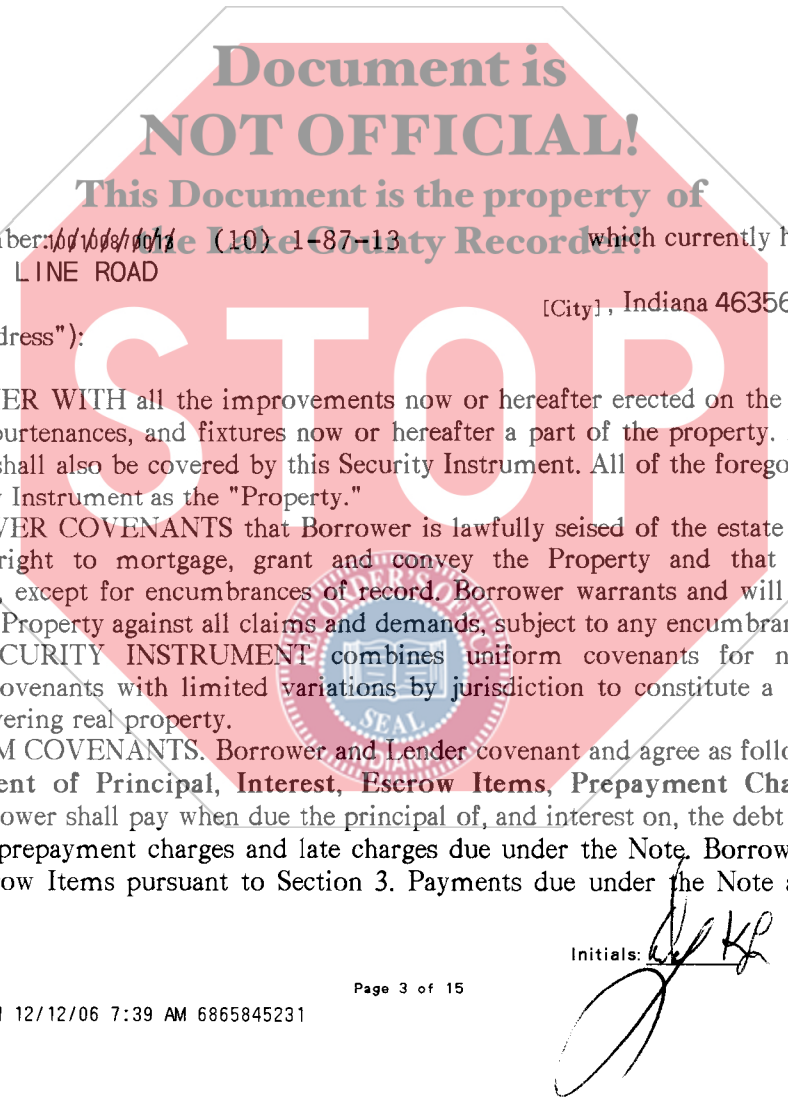 Document is
NOT OFFICIAL!
This Document is the property of
the Lake County Recorder!
STOP
ber: (10) 1-87-13 which currently h
LINE ROAD
[City], Indiana 46356
dress"):
ER WITH all the improvements now or hereafter erected on the
ourtenances, and fixtures now or hereafter a part of the property.
shall also be covered by this Security Instrument. All of the forego
Instrument as the "Property."
VER COVENANTS that Borrower is lawfully seised of the estate
right to mortgage, grant and convey the Property and that
, except for encumbrances of record. Borrower warrants and will
Property against all claims and demands, subject to any encumbran
CURITY INSTRUMENT combines uniform covenants for n
ovenants with limited variations by jurisdiction to constitute a
vering real property.
M COVENANTS. Borrower and Lender covenant and agree as follo
ent of Principal, Interest, Escrow Items, Prepayment Cha
ower shall pay when due the principal of, and interest on, the debt
prepayment charges and late charges due under the Note. Borrow
ow Items pursuant to Section 3. Payments due under the Note a
RECORDER'S OFFICE
SEAL
Initials:
Page 3 of 15
12/12/06 7:39 AM 6865845231